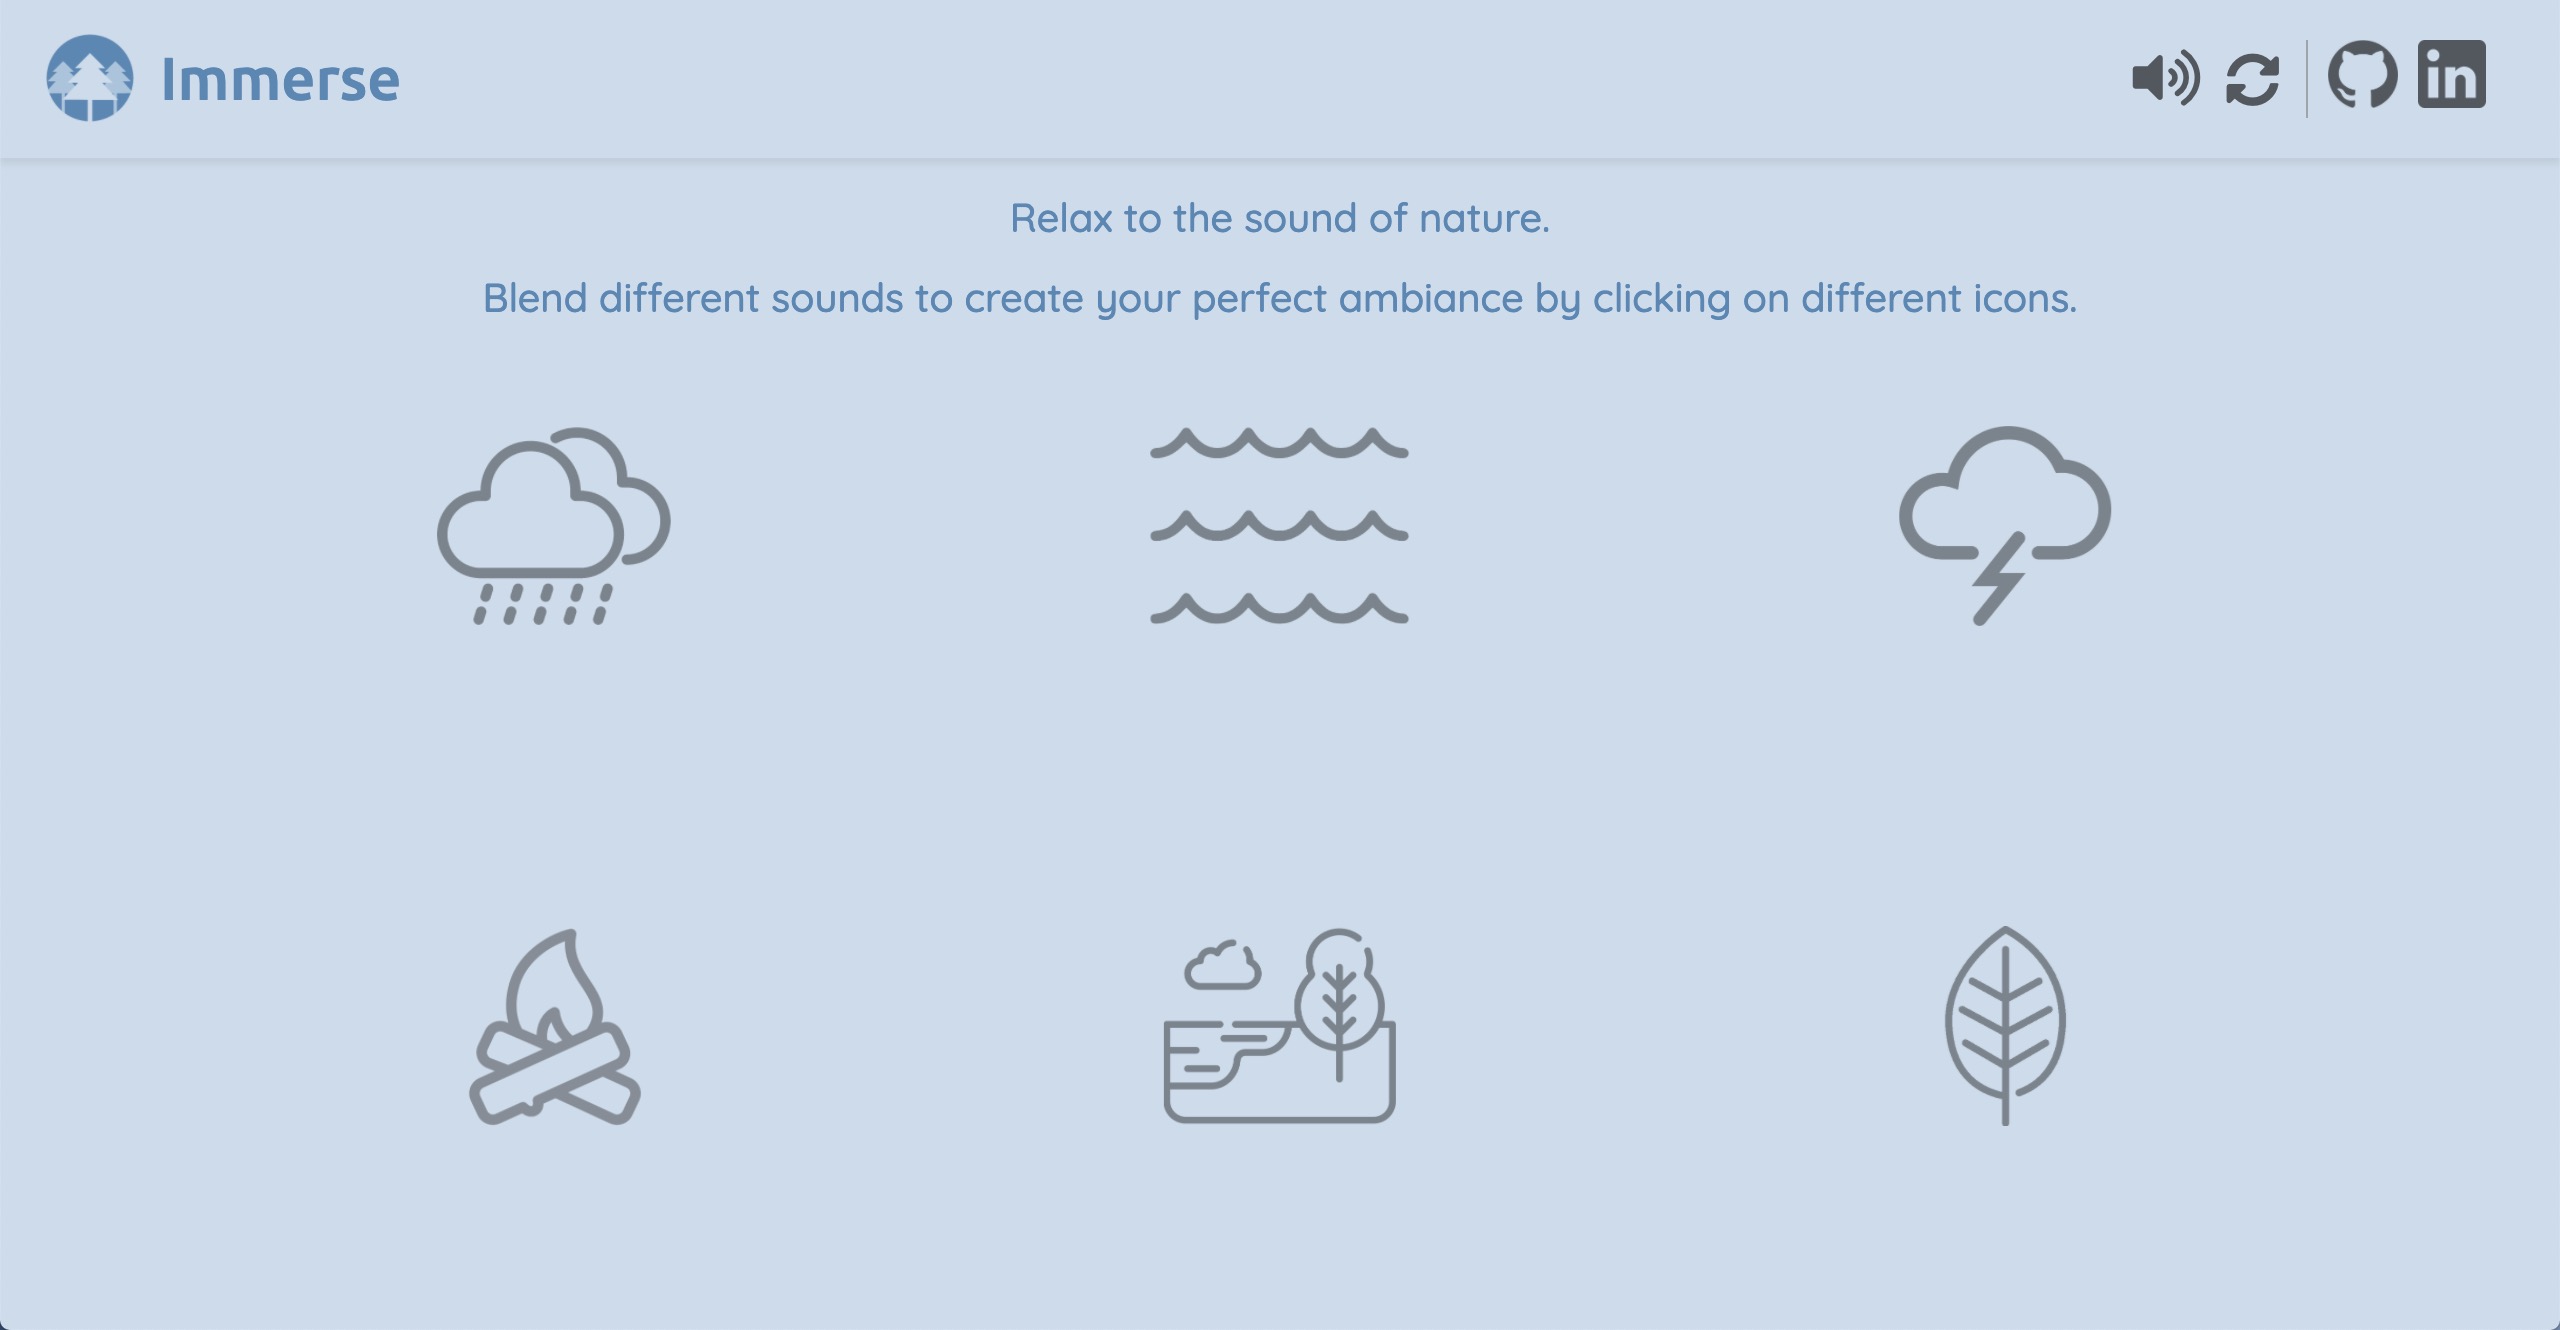 Immerse
in
Relax to the sound of nature.
Blend different sounds to create your perfect ambiance by clicking on different icons.